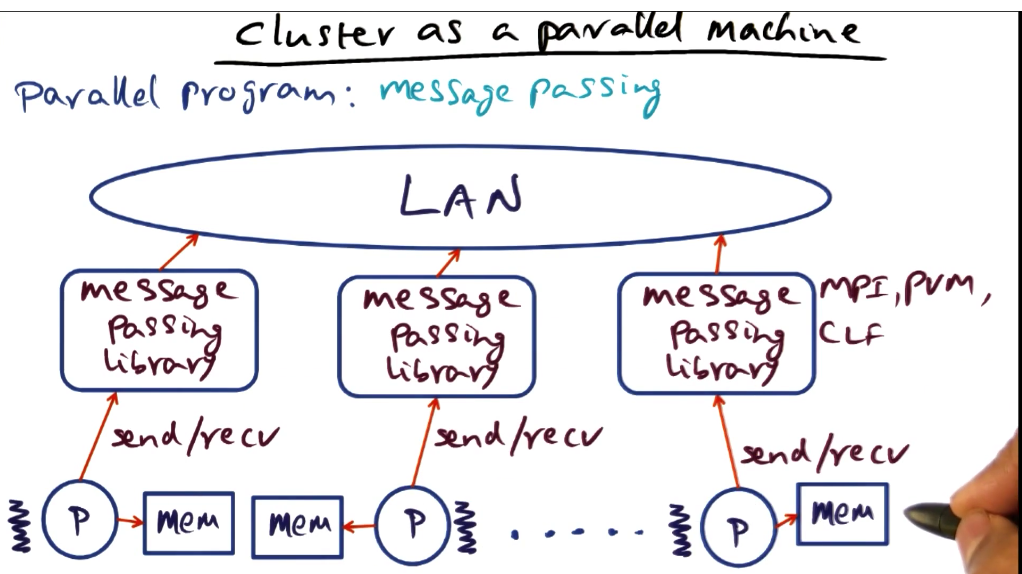 Cluster as a parallel machine
Parallel program: message passing
LAN
message passing library
message passing library
message passing library
MPI, PVM,
CLF
send/recv
send/recv
send/recv
P
mem
mem
P
P
mem